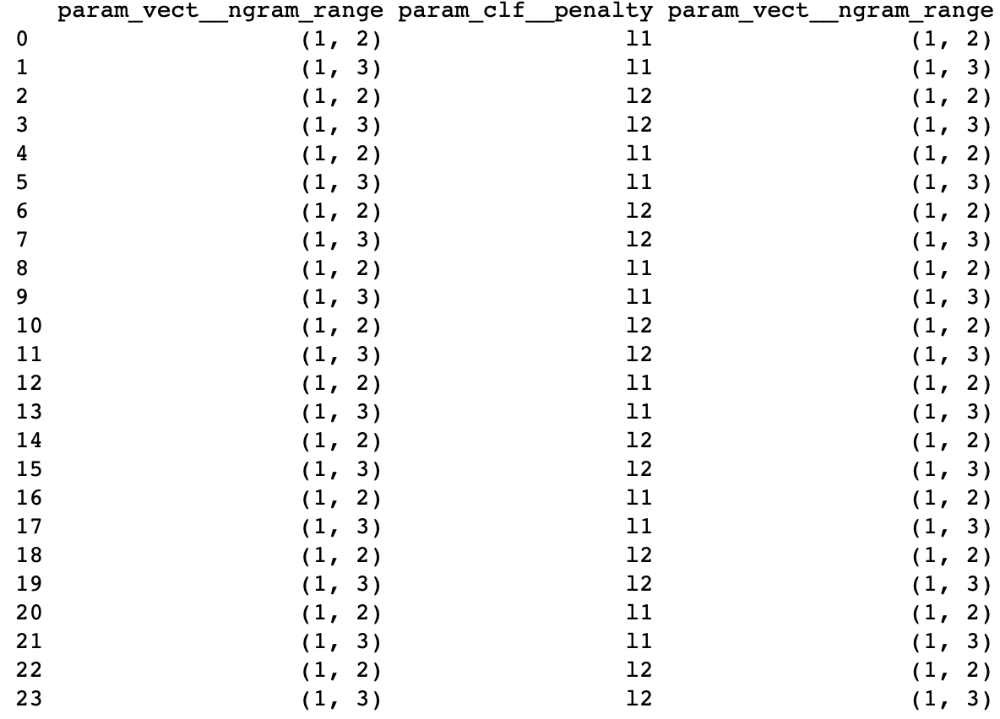 param_vect__ngram_range param_clf__penalty param_vect__ngram_range
0 (1, 2) l1 (1, 2)
1 (1, 3) l1 (1, 3)
2 (1, 2) l2 (1, 2)
3 (1, 3) l2 (1, 3)
4 (1, 2) l1 (1, 2)
5 (1, 3) l1 (1, 3)
6 (1, 2) l2 (1, 2)
7 (1, 3) l2 (1, 3)
8 (1, 2) l1 (1, 2)
9 (1, 3) l1 (1, 3)
10 (1, 2) l2 (1, 2)
11 (1, 3) l2 (1, 3)
12 (1, 2) l1 (1, 2)
13 (1, 3) l1 (1, 3)
14 (1, 2) l2 (1, 2)
15 (1, 3) l2 (1, 3)
16 (1, 2) l1 (1, 2)
17 (1, 3) l1 (1, 3)
18 (1, 2) l2 (1, 2)
19 (1, 3) l2 (1, 3)
20 (1, 2) l1 (1, 2)
21 (1, 3) l1 (1, 3)
22 (1, 2) l2 (1, 2)
23 (1, 3) l2 (1, 3)